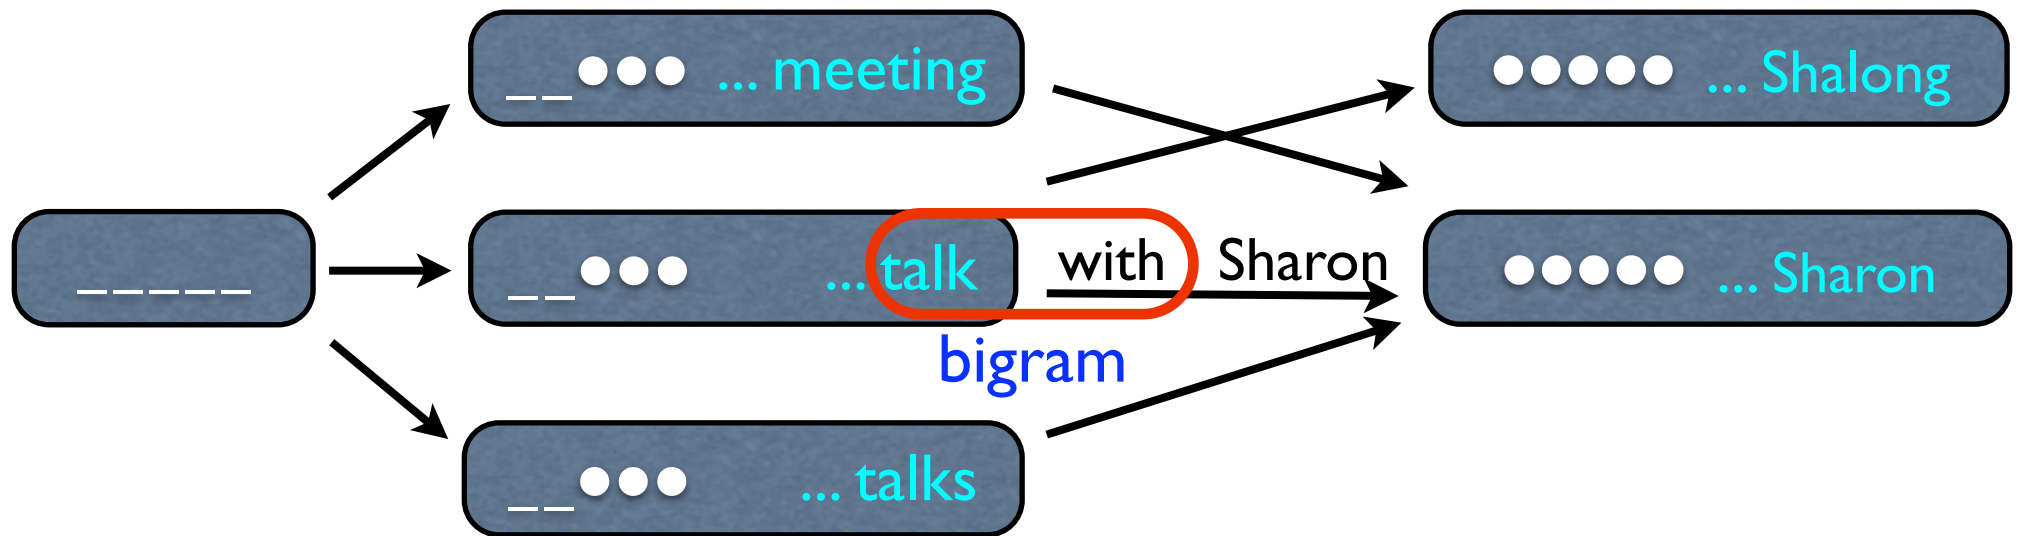 _ _ ● ● ● ... meeting
● ● ● ● ● ... Shalong
_ _ _ _ _
_ _ ● ● ● ... talk
with Sharon
● ● ● ● ● ... Sharon
bigram
_ _ ● ● ● ... talks